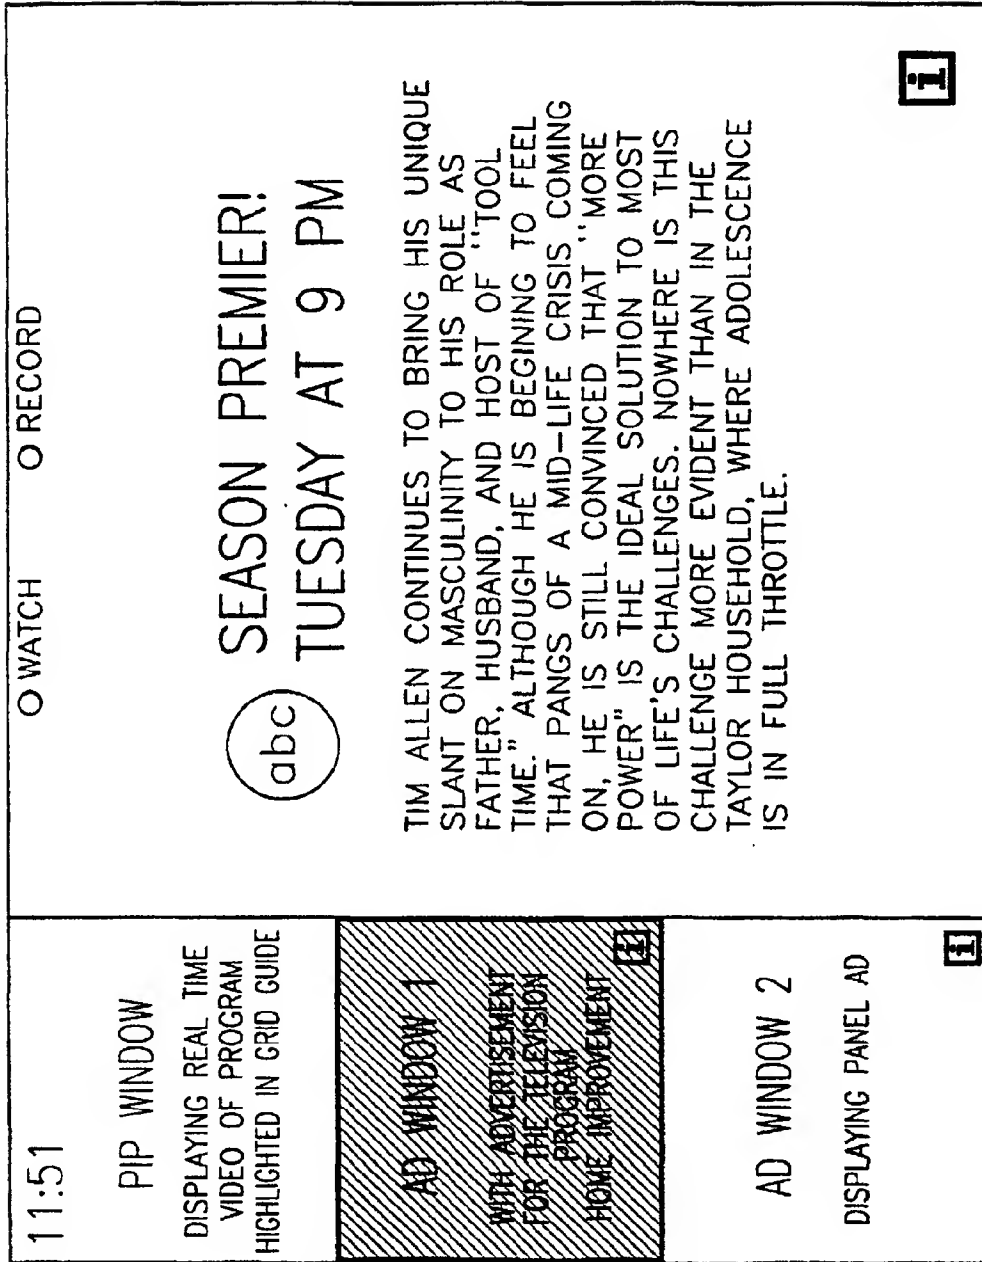 11:51
PIP WINDOW
DISPLAYING REAL TIME
VIDEO OF PROGRAM
HIGHLIGHTED IN GRID GUIDE
AD WINDOW 1
WITH ADVERTISEMENT
FOR THE TELEVISION
PROGRAM
HOME IMPROVEMENT
i
AD WINDOW 2
DISPLAYING PANEL AD
i
O WATCH O RECORD
abc
SEASON PREMIER!
TUESDAY AT 9 PM
TIM ALLEN CONTINUES TO BRING HIS UNIQUE
SLANT ON MASCULINITY TO HIS ROLE AS
FATHER, HUSBAND, AND HOST OF "TOOL
TIME." ALTHOUGH HE IS BEGINING TO FEEL
THAT PANGS OF A MID-LIFE CRISIS COMING
ON, HE IS STILL CONVINCED THAT "MORE
POWER" IS THE IDEAL SOLUTION TO MOST
OF LIFE'S CHALLENGES. NOWHERE IS THIS
CHALLENGE MORE EVIDENT THAN IN THE
TAYLOR HOUSEHOLD, WHERE ADOLESCENCE
IS IN FULL THROTTLE.
i